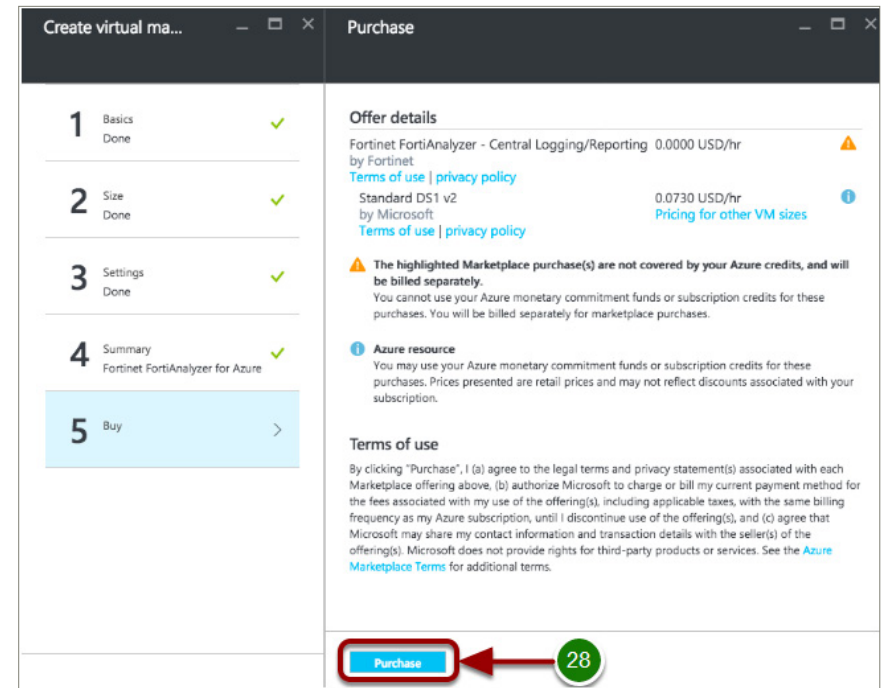 Create virtual ma...
1
Basics
Done
2
Size
Done
3
Settings
Done
4
Summary
Fortinet FortiAnalyzer for Azure
5
Buy
Purchase
Offer details
Fortinet FortiAnalyzer - Central Logging/Reporting 0.0000 USD/hr
by Fortinet
Terms of use | privacy policy
Standard DS1 v2 0.0730 USD/hr
by Microsoft Pricing for other VM sizes
Terms of use | privacy policy
The highlighted Marketplace purchase(s) are not covered by your Azure credits, and will
be billed separately.
You cannot use your Azure monetary commitment funds or subscription credits for these
purchases. You will be billed separately for marketplace purchases.
Azure resource
You may use your Azure monetary commitment funds or subscription credits for these
purchases. Prices presented are retail prices and may not reflect discounts associated with your
subscription.
Terms of use
By clicking "Purchase", I (a) agree to the legal terms and privacy statement(s) associated with each
Marketplace offering above, (b) authorize Microsoft to charge or bill my current payment method for
the fees associated with my use of the offering(s), including applicable taxes, with the same billing
frequency as my Azure subscription, until I discontinue use of the offering(s), and (c) agree that
Microsoft may share my contact information and transaction details with the seller(s) of the
offering(s). Microsoft does not provide rights for third-party products or services. See the Azure
Marketplace Terms for additional terms.
Purchase
28